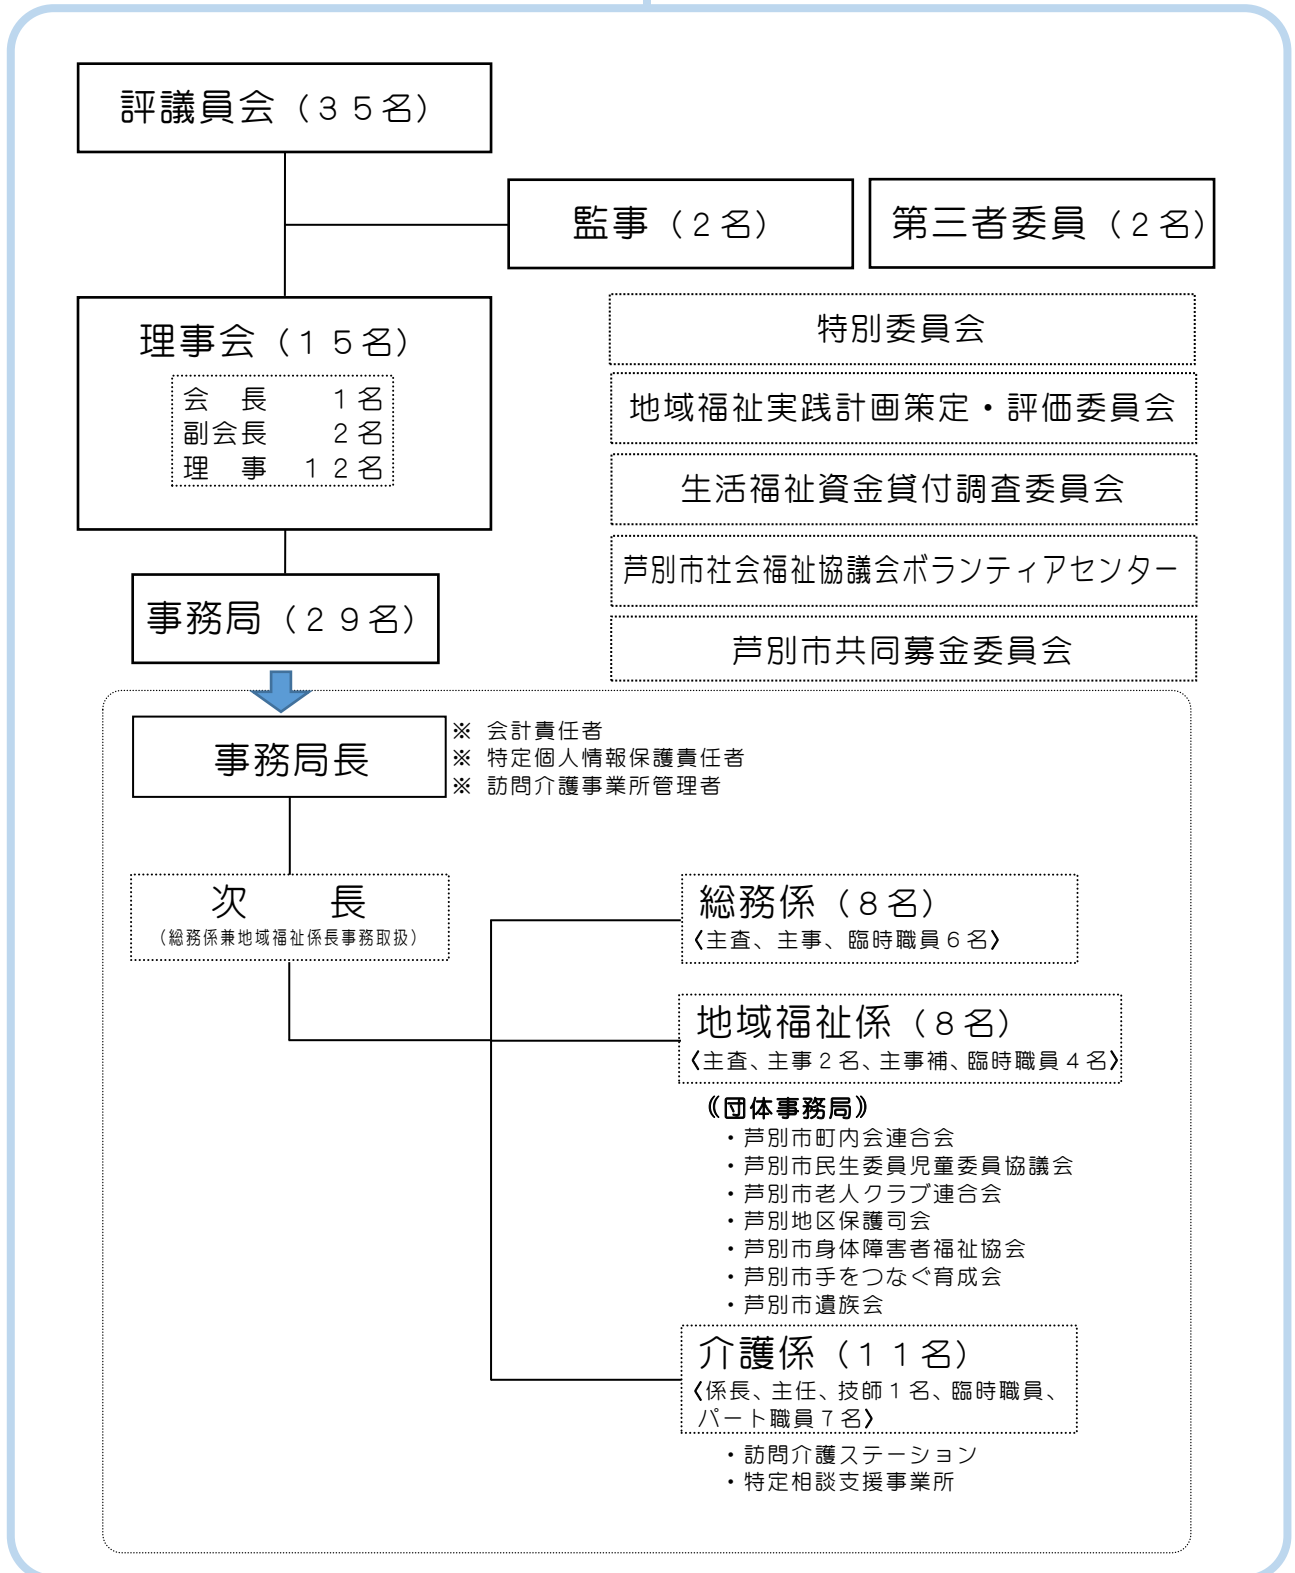 評議員会（３５名）
監事（２名）
第三者委員（２名）
理事会（１５名）
会　長　　１名
副会長　　２名
理　事　１２名
特別委員会
地域福祉実践計画策定・評価委員会
生活福祉資金貸付調査委員会
芦別市社会福祉協議会ボランティアセンター
芦別市共同募金委員会
事務局（２９名）
事務局長
※ 会計責任者
※ 特定個人情報保護責任者
※ 訪問介護事業所管理者
次　　長
（総務係兼地域福祉係長事務取扱）
総務係（８名）
〈主査、主事、臨時職員６名〉
地域福祉係（８名）
〈主査、主事２名、主事補、臨時職員４名〉
《団体事務局》
・芦別市町内会連合会
・芦別市民生委員児童委員協議会
・芦別市老人クラブ連合会
・芦別地区保護司会
・芦別市身体障害者福祉協会
・芦別市手をつなぐ育成会
・芦別市遺族会
介護係（１１名）
〈係長、主任、技師１名、臨時職員、
パート職員７名〉
・訪問介護ステーション
・特定相談支援事業所